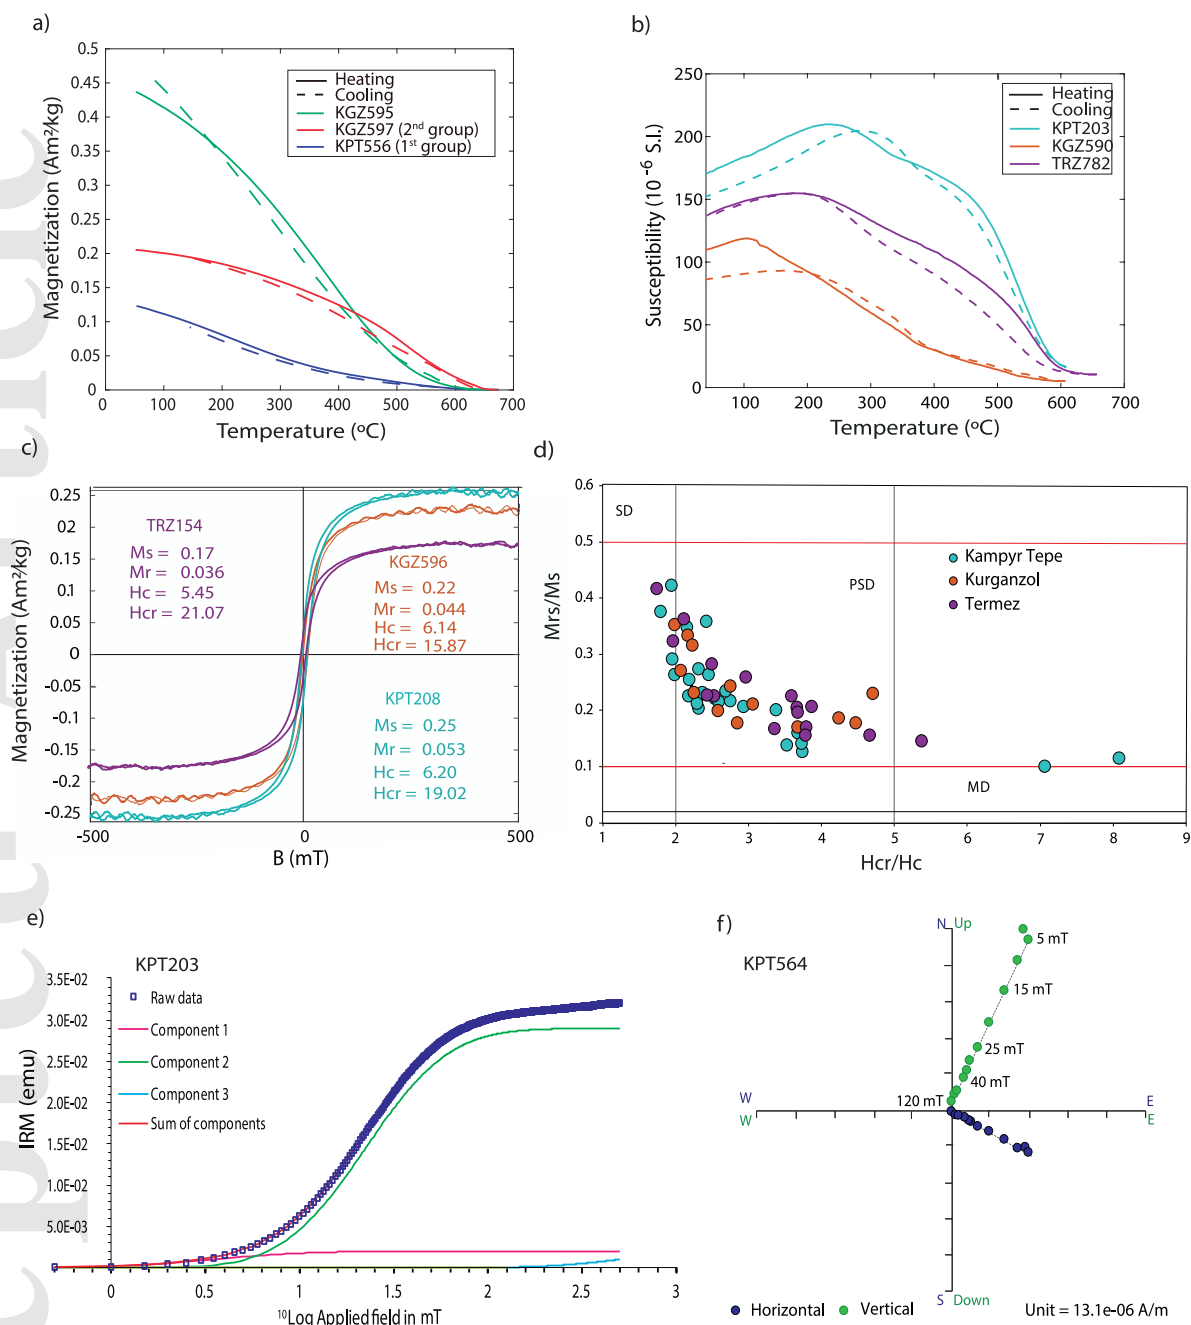 a)
0.5
0.45
0.4
0.35
0.3
0.25
0.2
0.15
0.1
0.05
0
Magnetization (Am²/kg)
Heating
Cooling
KGZ595
KGZ597 (2nd group)
KPT556 (1st group)
0 100 200 300 400 500 600 700
Temperature (ºC)
b)
250
200
150
100
50
0
Susceptibility (10⁻⁶ S.I.)
Heating
Cooling
KPT203
KGZ590
TRZ782
100 200 300 400 500 600 700
Temperature (ºC)
c)
0.25
0.2
0.15
0.1
0.05
0
-0.05
-0.1
-0.15
-0.2
-0.25
Magnetization (Am²/kg)
TRZ154
Ms = 0.17
Mr = 0.036
Hc = 5.45
Hcr = 21.07
KGZ596
Ms = 0.22
Mr = 0.044
Hc = 6.14
Hcr = 15.87
KPT208
Ms = 0.25
Mr = 0.053
Hc = 6.20
Hcr = 19.02
-500 0 500
B (mT)
d)
0.6
0.5
0.4
0.3
0.2
0.1
0
Mrs/Ms
SD
PSD
MD
Kampyr Tepe
Kurganzol
Termez
1 2 3 4 5 6 7 8 9
Hcr/Hc
e)
KPT203
3.5E-02
3.0E-02
2.5E-02
2.0E-02
1.5E-02
1.0E-02
5.0E-03
IRM (emu)
Raw data
Component 1
Component 2
Component 3
Sum of components
0 0.5 1 1.5 2 2.5 3
¹⁰Log Applied field in mT
f)
KPT564
N Up
5 mT
15 mT
25 mT
40 mT
120 mT
W E
W E
S Down
Horizontal Vertical Unit = 13.1e-06 A/m